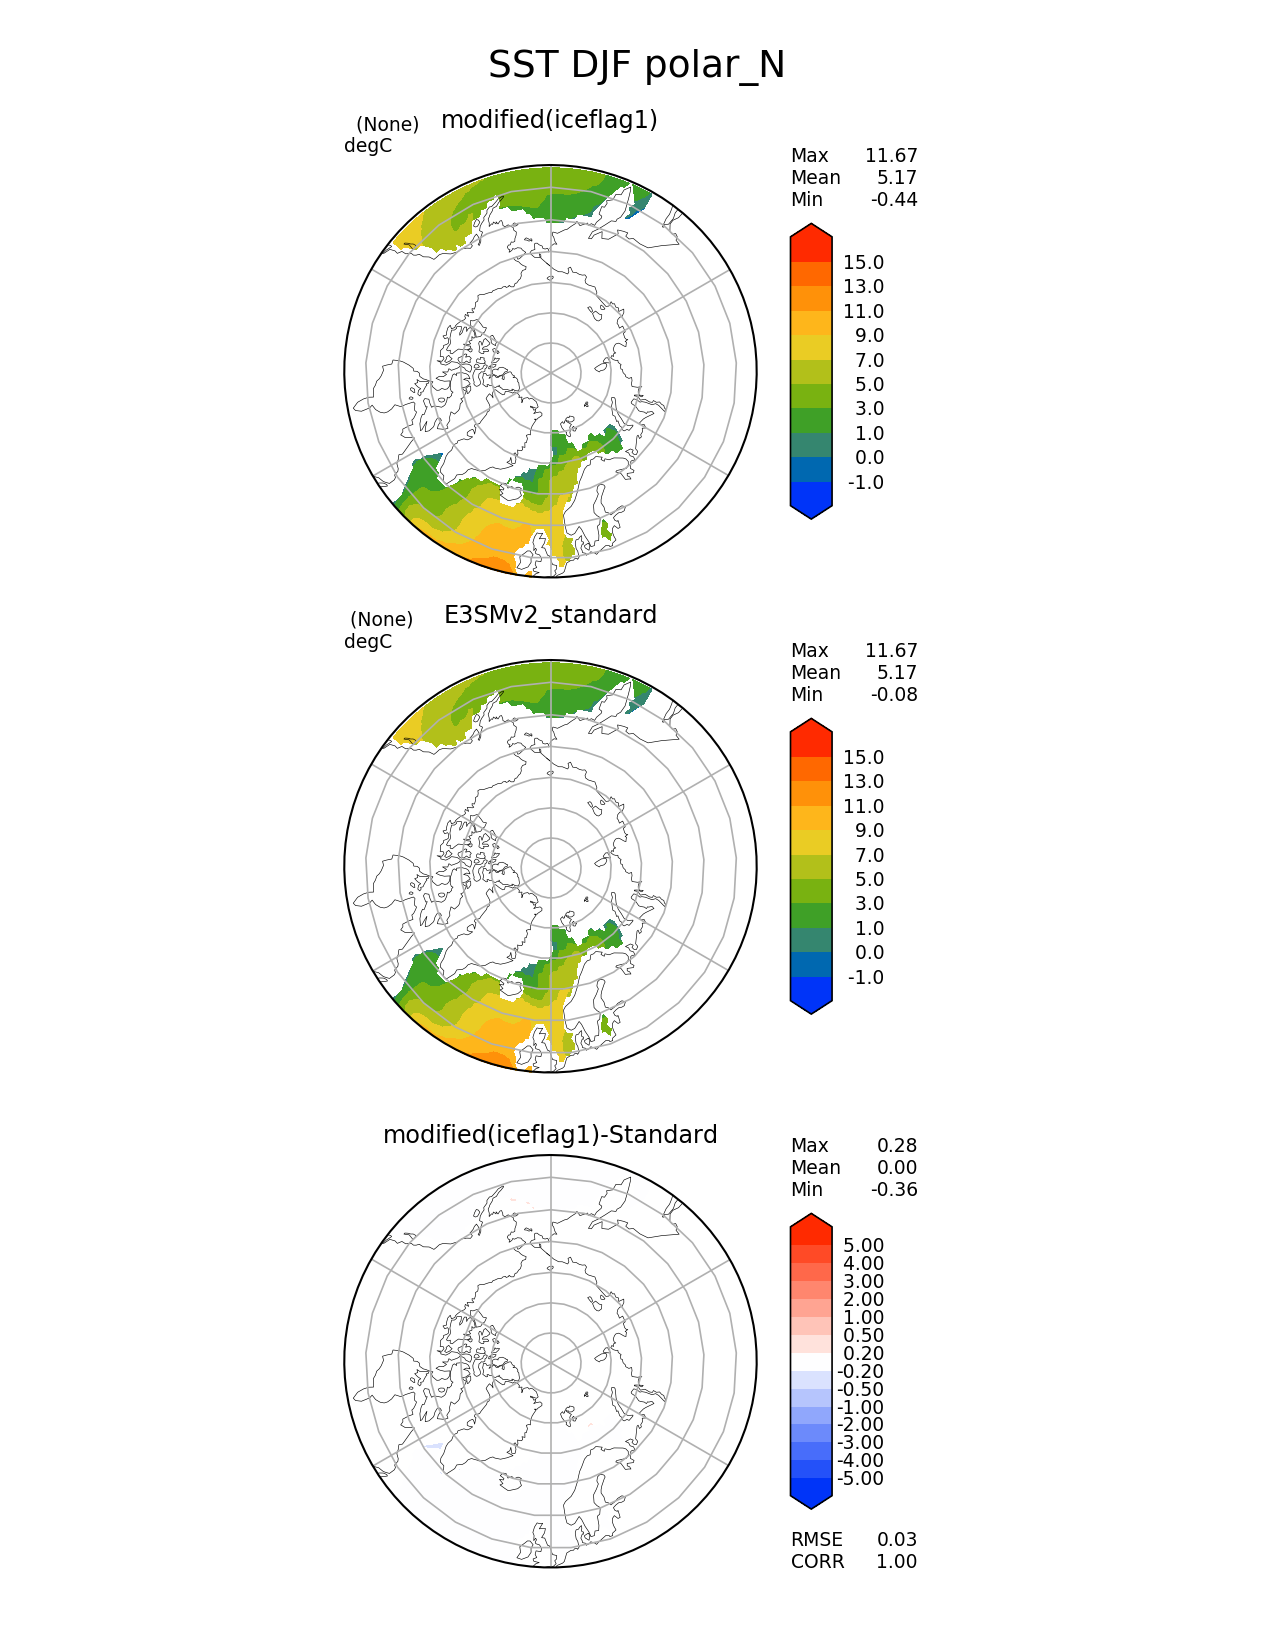 SST DJF polar_N
(None) modified(iceflag1)
degC
Max 11.67
Mean 5.17
Min -0.44
15.0
13.0
11.0
9.0
7.0
5.0
3.0
1.0
0.0
-1.0
(None) E3SMv2_standard
degC
Max 11.67
Mean 5.17
Min -0.08
15.0
13.0
11.0
9.0
7.0
5.0
3.0
1.0
0.0
-1.0
modified(iceflag1)-Standard
Max 0.28
Mean 0.00
Min -0.36
5.00
4.00
3.00
2.00
1.00
0.50
0.20
-0.20
-0.50
-1.00
-2.00
-3.00
-4.00
-5.00
RMSE 0.03
CORR 1.00